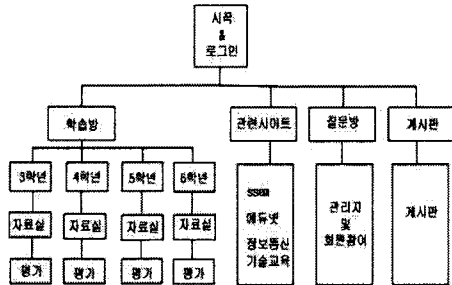 시작
&
로그인
학습방
관련사이트
질문방
게시판
3학년
4학년
5학년
6학년
자료실
자료실
자료실
자료실
평가
평가
평가
평가
ssem
에듀넷
정보통신
기술교육
관리자
및
회원참여
게시판